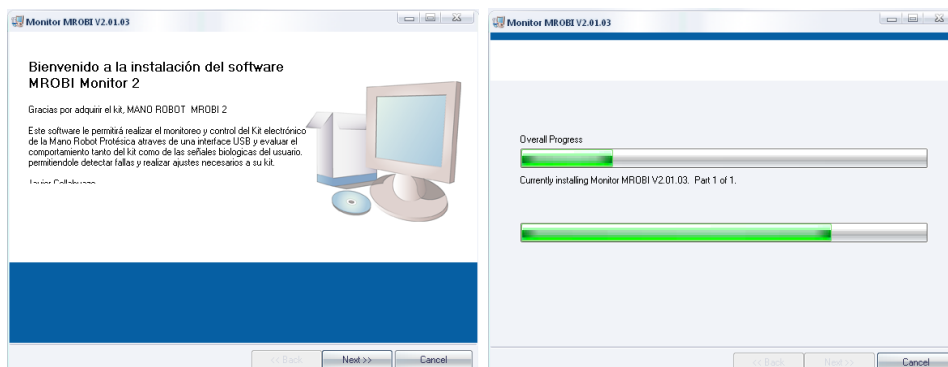 Monitor MROBI V2.01.03
Bienvenido a la instalación del software
MROBI Monitor 2
Gracias por adquirir el kit, MANO ROBOT MROBI 2
Este software le permitirá realizar el monitoreo y control del Kit electrónico
de la Mano Robot Protésica atraves de una interface USB y evaluar el
comportamiento tanto del kit como de las señales biologicas del usuario.
permitiendole detectar fallas y realizar ajustes necesarios a su kit.
<< Back Next >> Cancel
Monitor MROBI V2.01.03
Overall Progress
Currently installing Monitor MROBI V2.01.03. Part 1 of 1.
<< Back Next >> Cancel